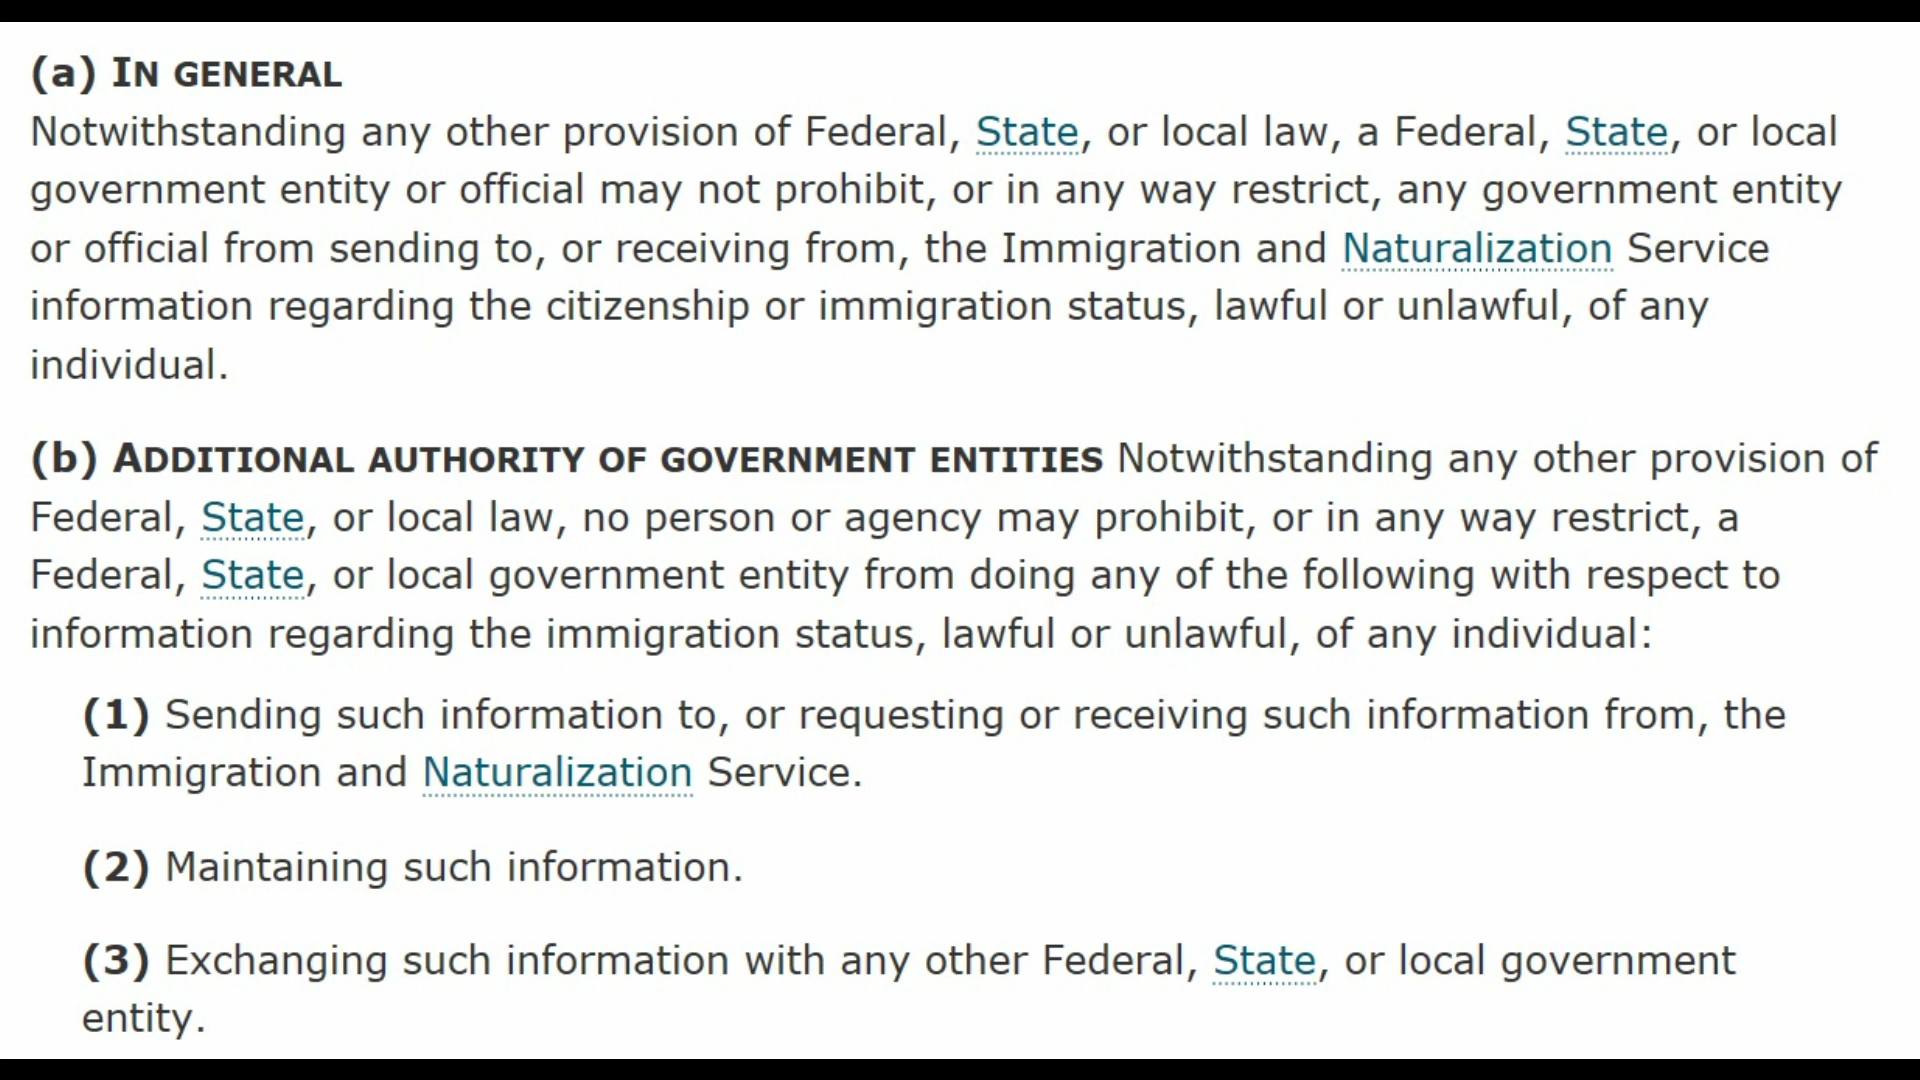 (a) IN GENERAL
Notwithstanding any other provision of Federal, State, or local law, a Federal, State, or local
government entity or official may not prohibit, or in any way restrict, any government entity
or official from sending to, or receiving from, the Immigration and Naturalization Service
information regarding the citizenship or immigration status, lawful or unlawful, of any
individual.
(b) ADDITIONAL AUTHORITY OF GOVERNMENT ENTITIES Notwithstanding any other provision of
Federal, State, or local law, no person or agency may prohibit, or in any way restrict, a
Federal, State, or local government entity from doing any of the following with respect to
information regarding the immigration status, lawful or unlawful, of any individual:
(1) Sending such information to, or requesting or receiving such information from, the
Immigration and Naturalization Service.
(2) Maintaining such information.
(3) Exchanging such information with any other Federal, State, or local government
entity.